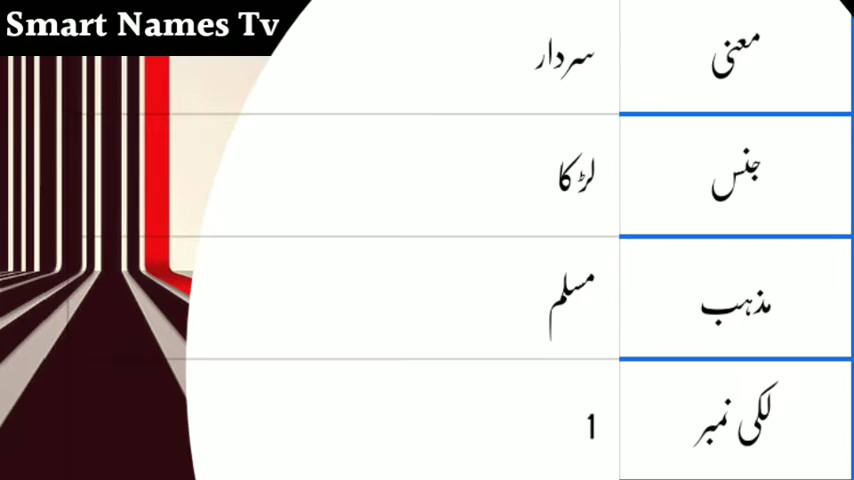 Smart Names Tv
معنی سردار
جنس لڑکا
مذہب مسلم
لکی نمبر 1